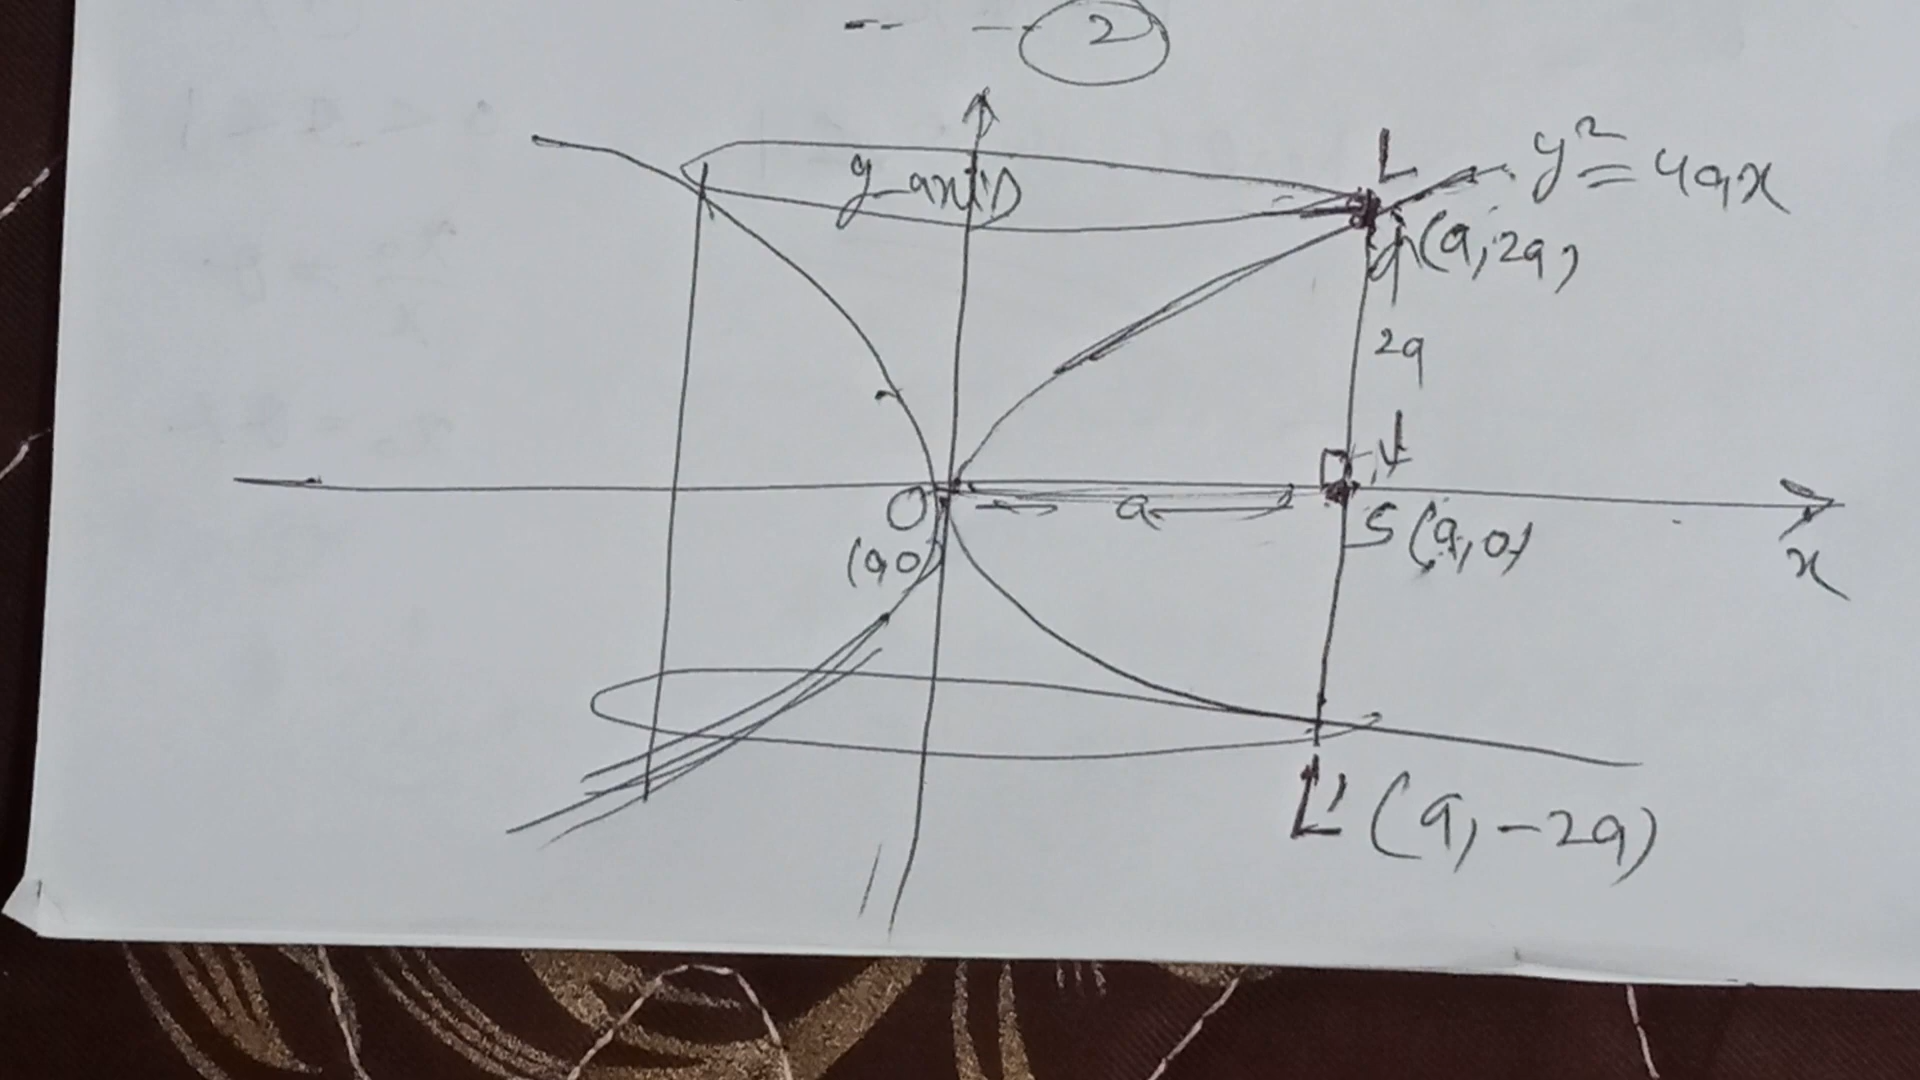 -- - 2
L
y² = 4ax
y-axis
(a, 2a)
2a
O
a
S (a, 0)
(0,0)
x
L' (a, -2a)